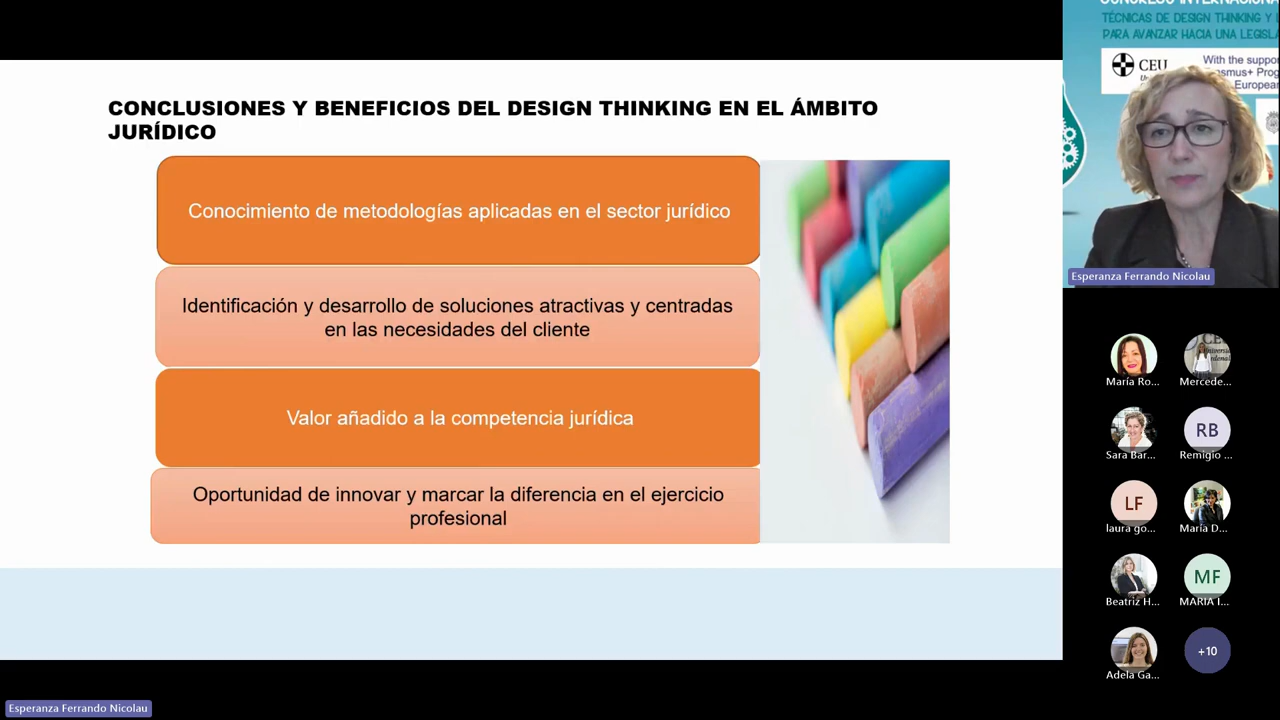 CONCLUSIONES Y BENEFICIOS DEL DESIGN THINKING EN EL ÁMBITO
JURÍDICO
Conocimiento de metodologías aplicadas en el sector jurídico
Identificación y desarrollo de soluciones atractivas y centradas
en las necesidades del cliente
Valor añadido a la competencia jurídica
Oportunidad de innovar y marcar la diferencia en el ejercicio
profesional
CONGRESO INTERNACIONA
TÉCNICAS DE DESIGN THINKING Y
PARA AVANZAR HACIA UNA LEGISLA
CEU
With the suppor
Erasmus+ Prog
European
Esperanza Ferrando Nicolau
María Ro...
Mercede...
Sara Bar...
RB
Remigio ...
LF
laura go...
María D...
Beatriz H...
MF
MARIA I...
Adela Ga...
+10
Esperanza Ferrando Nicolau